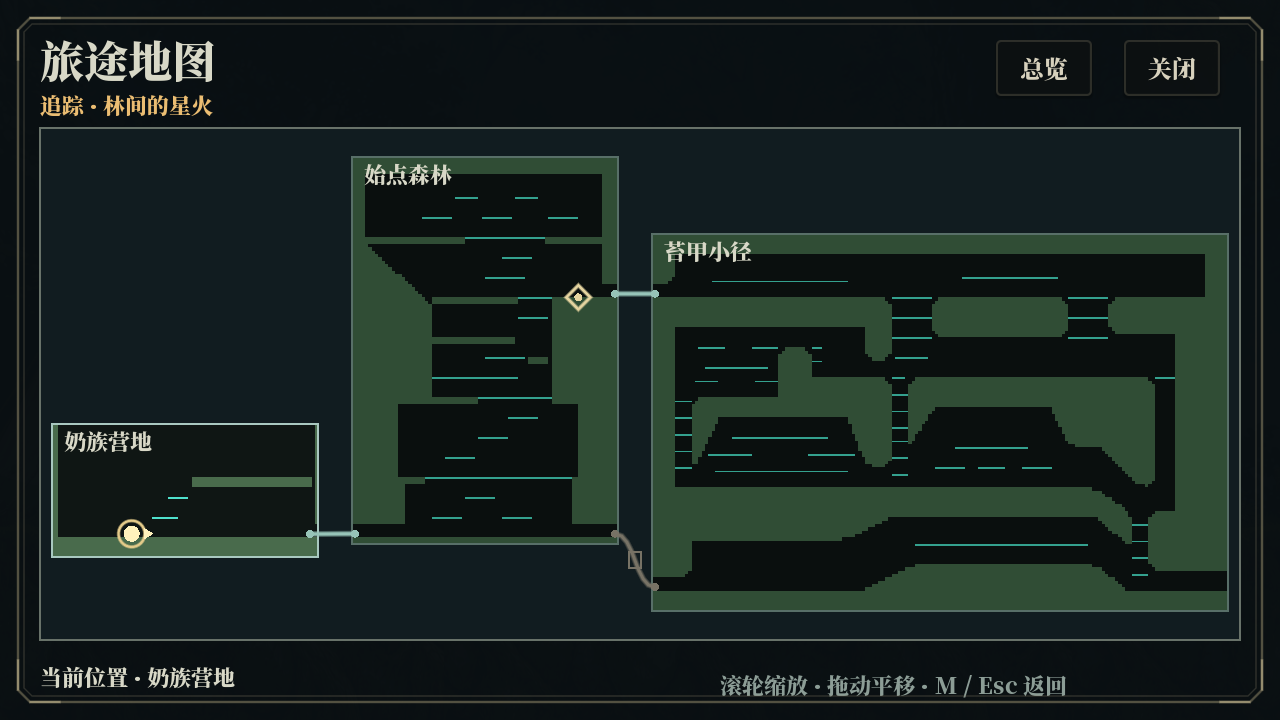 旅途地图
追踪·林间的星火
总览
关闭
始点森林
苔甲小径
奶族营地
当前位置·奶族营地
滚轮缩放·拖动平移·M / Esc 返回